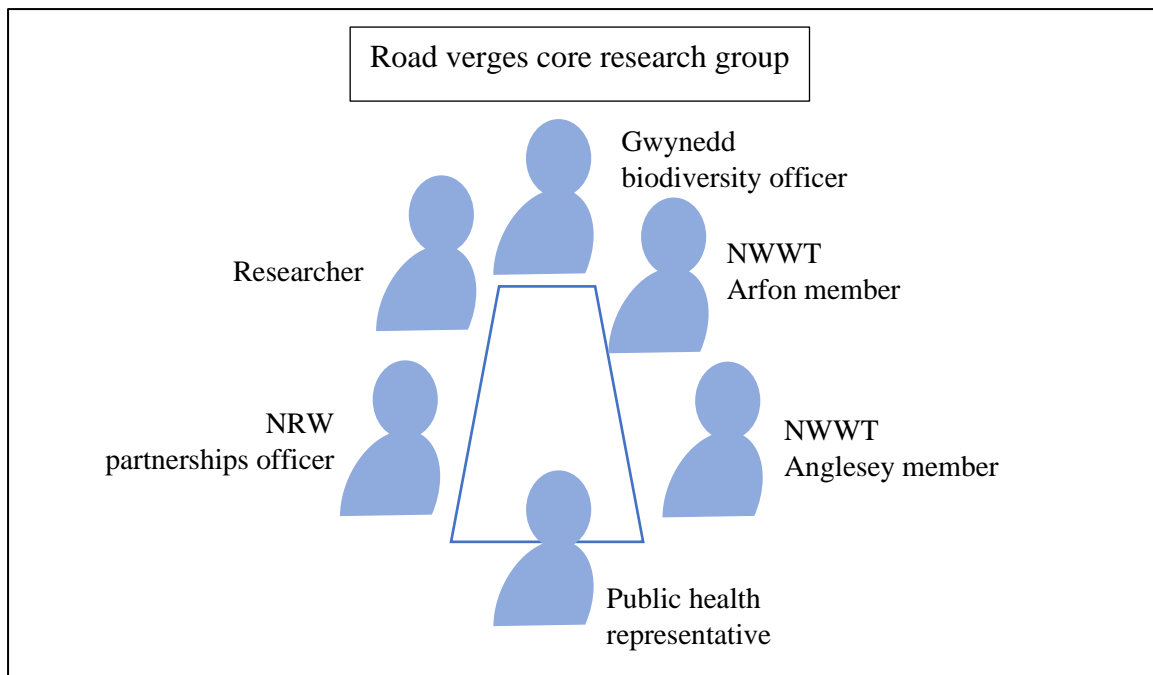 Road verges core research group
Gwynedd
biodiversity officer
Researcher
NWWT
Arfon member
NRW
partnerships officer
NWWT
Anglesey member
Public health
representative